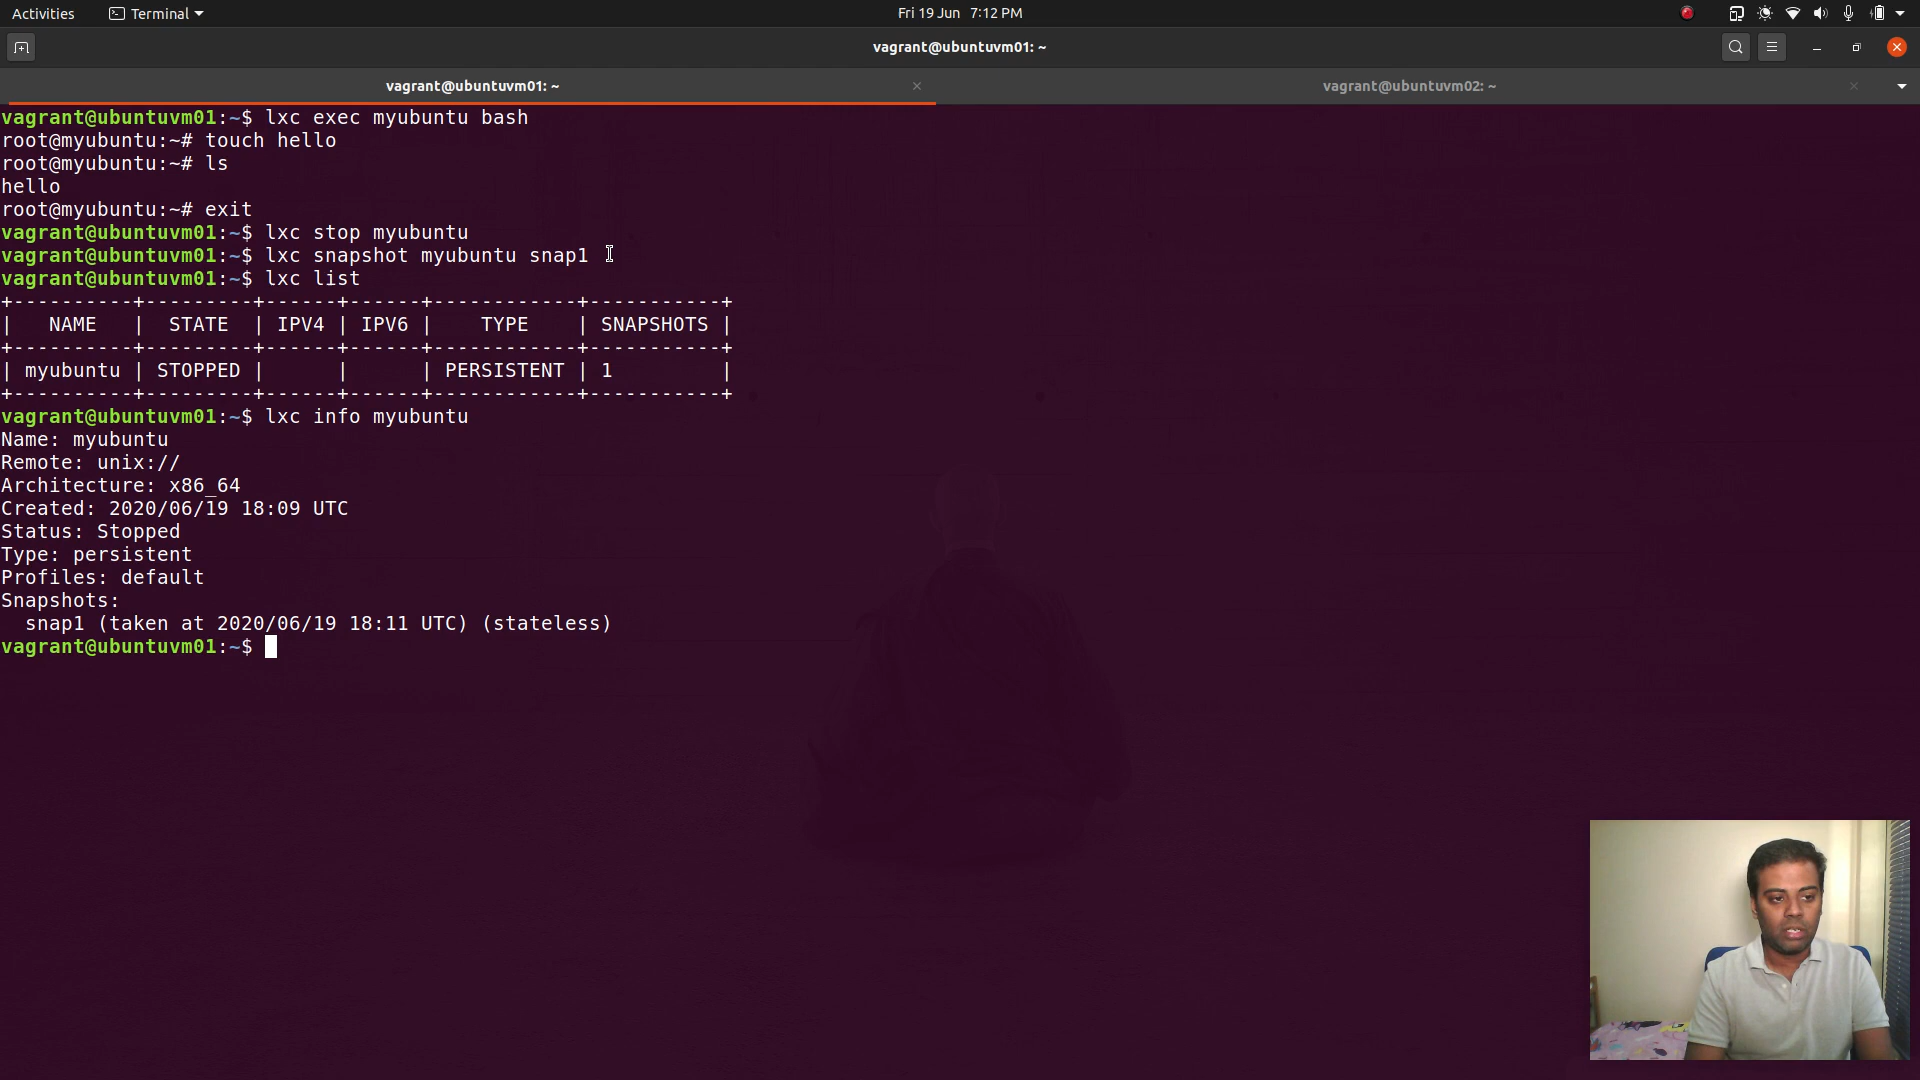 Activities Terminal Fri 19 Jun 7:12 PM
vagrant@ubuntuvm01: ~
vagrant@ubuntuvm01: ~ vagrant@ubuntuvm02: ~
vagrant@ubuntuvm01:~$ lxc exec myubuntu bash
root@myubuntu:~# touch hello
root@myubuntu:~# ls
hello
root@myubuntu:~# exit
vagrant@ubuntuvm01:~$ lxc stop myubuntu
vagrant@ubuntuvm01:~$ lxc snapshot myubuntu snap1
vagrant@ubuntuvm01:~$ lxc list
+----------+---------+------+------+------------+-----------+
|   NAME   |  STATE  | IPV4 | IPV6 |    TYPE    | SNAPSHOTS |
+----------+---------+------+------+------------+-----------+
| myubuntu | STOPPED |      |      | PERSISTENT | 1         |
+----------+---------+------+------+------------+-----------+
vagrant@ubuntuvm01:~$ lxc info myubuntu
Name: myubuntu
Remote: unix://
Architecture: x86_64
Created: 2020/06/19 18:09 UTC
Status: Stopped
Type: persistent
Profiles: default
Snapshots:
  snap1 (taken at 2020/06/19 18:11 UTC) (stateless)
vagrant@ubuntuvm01:~$